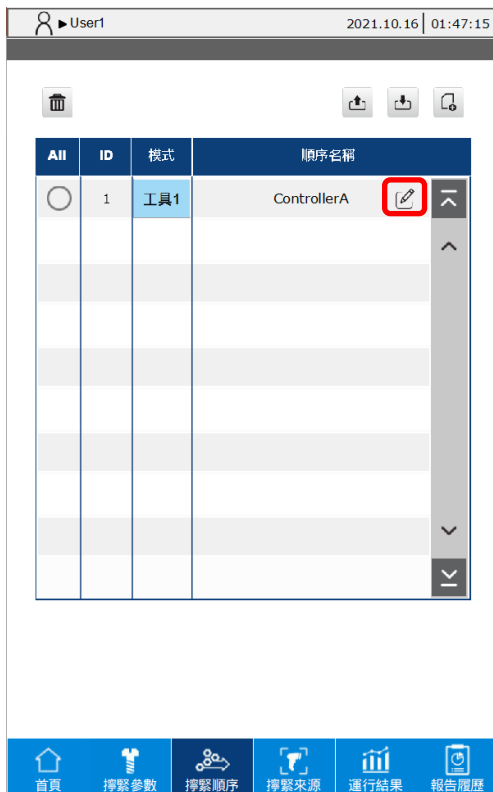 ►User1 2021.10.16 01:47:15
All ID 模式 順序名稱
1 工具1 ControllerA
首頁 擰緊參數 擰緊順序 擰緊來源 運行結果 報告履歷